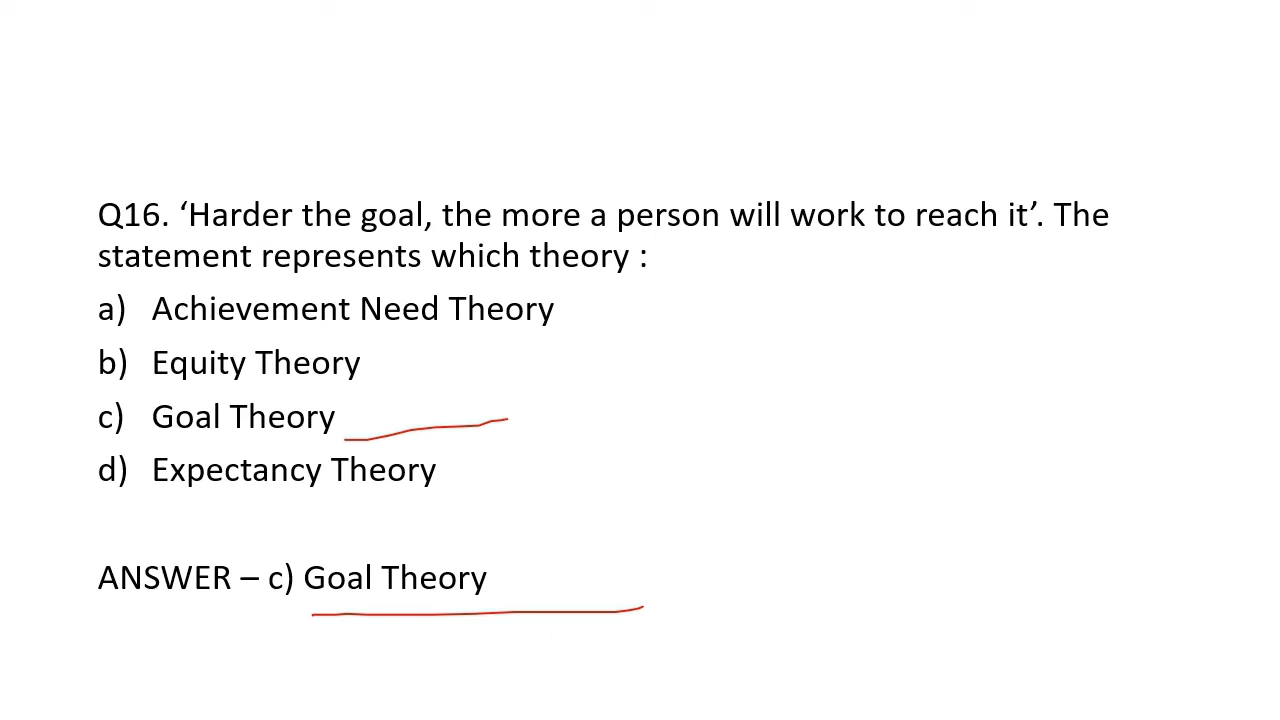 Q16. ‘Harder the goal, the more a person will work to reach it’. The
statement represents which theory :
a) Achievement Need Theory
b) Equity Theory
c) Goal Theory
d) Expectancy Theory
ANSWER – c) Goal Theory